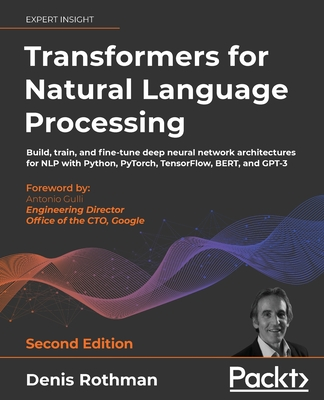 EXPERT INSIGHT
Transformers for
Natural Language
Processing
Build, train, and fine-tune deep neural network architectures
for NLP with Python, PyTorch, TensorFlow, BERT, and GPT-3
Foreword by:
Antonio Gulli
Engineering Director
Office of the CTO, Google
Second Edition
Denis Rothman
Packt>